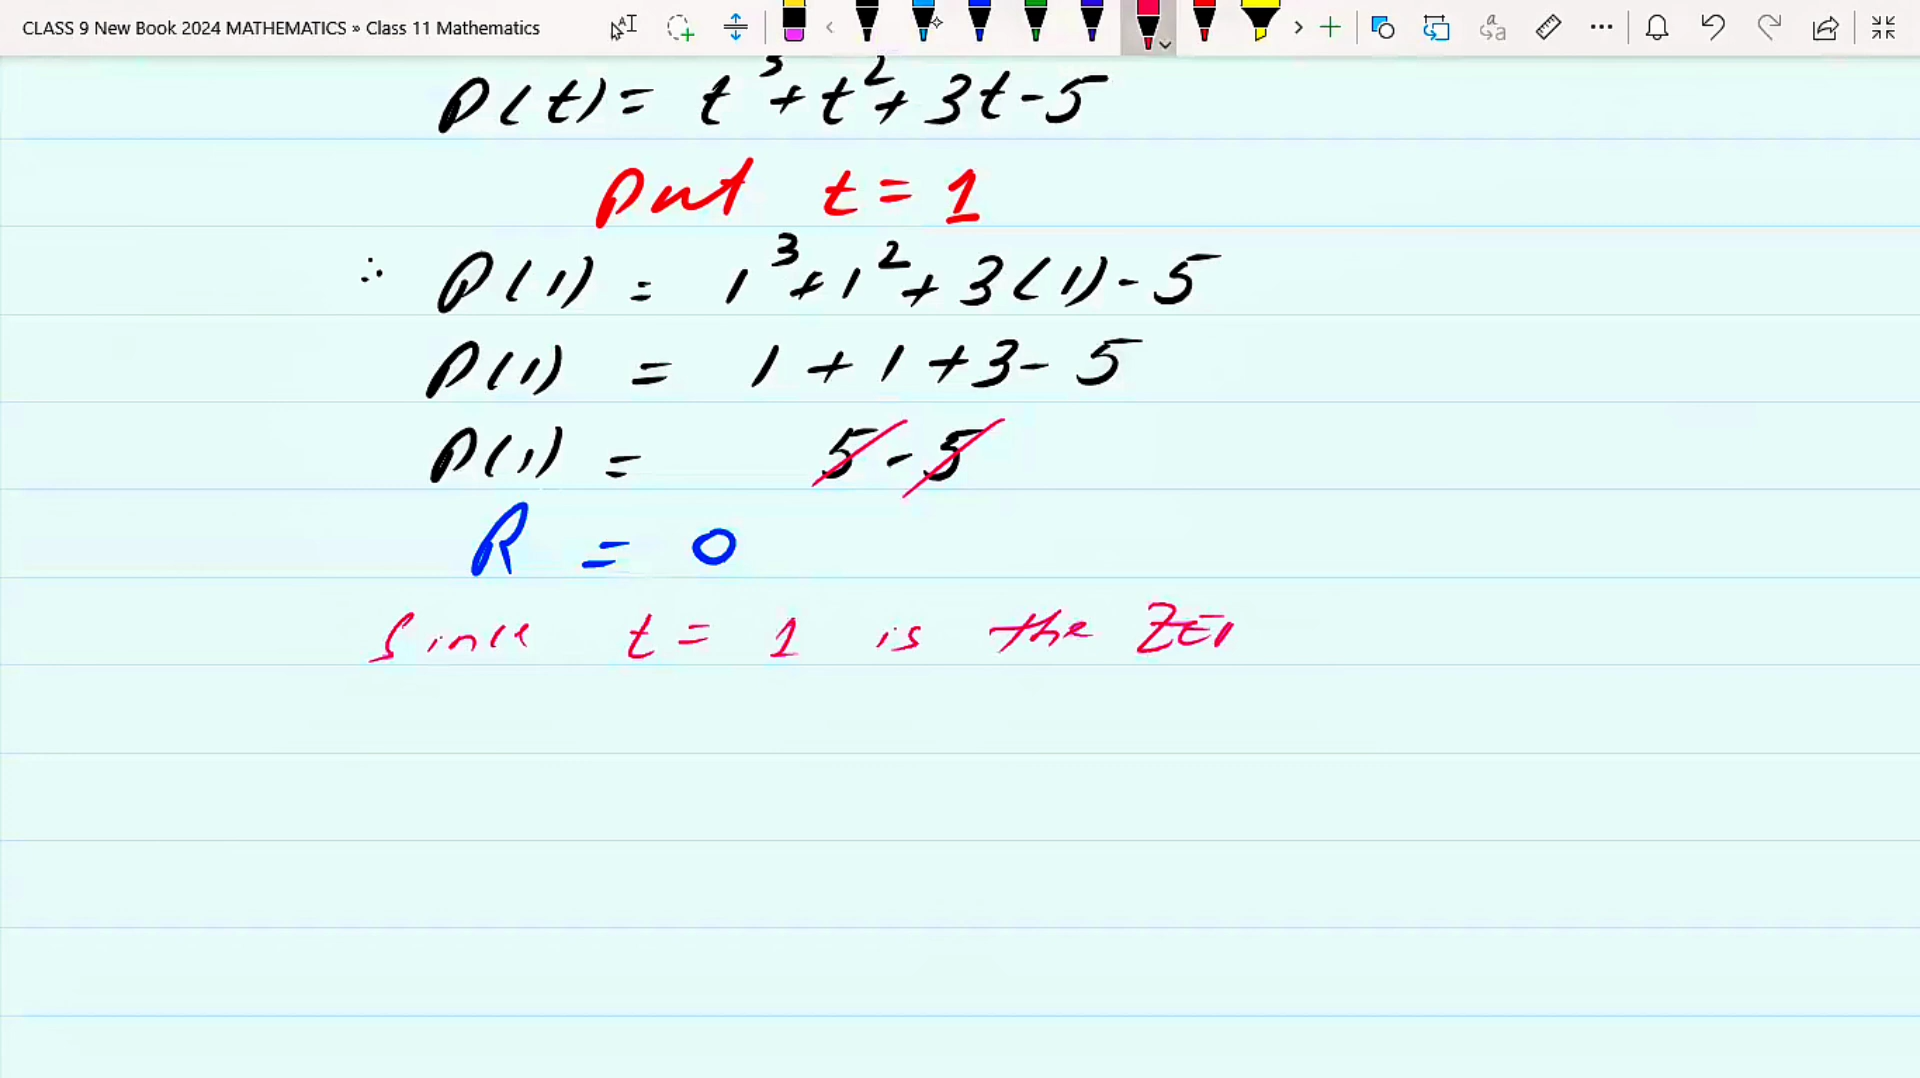 CLASS 9 New Book 2024 MATHEMATICS » Class 11 Mathematics
P(t) = t³ + t² + 3t - 5
Put t = 1
∴ P(1) = 1³ + 1² + 3(1) - 5
P(1) = 1 + 1 + 3 - 5
P(1) = 5 - 5
R = 0
Since t = 1 is the